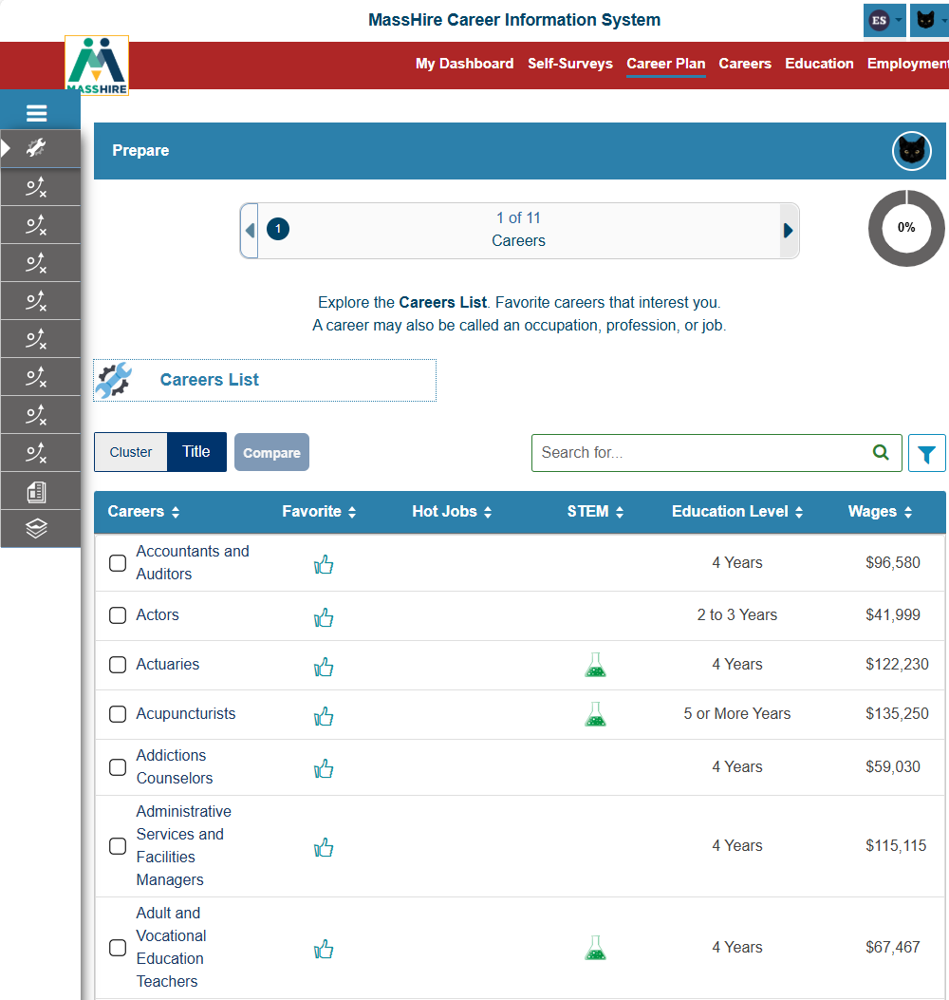 MassHire Career Information System
ES
MASSHIRE
My Dashboard Self-Surveys Career Plan Careers Education Employment
Prepare
1
1 of 11
Careers
0%
Explore the Careers List. Favorite careers that interest you.
A career may also be called an occupation, profession, or job.
Careers List
Cluster Title Compare
Search for...
Careers Favorite Hot Jobs STEM Education Level Wages
Accountants and
Auditors
4 Years $96,580
Actors 2 to 3 Years $41,999
Actuaries 4 Years $122,230
Acupuncturists 5 or More Years $135,250
Addictions
Counselors
4 Years $59,030
Administrative
Services and
Facilities
Managers
4 Years $115,115
Adult and
Vocational
Education
Teachers
4 Years $67,467